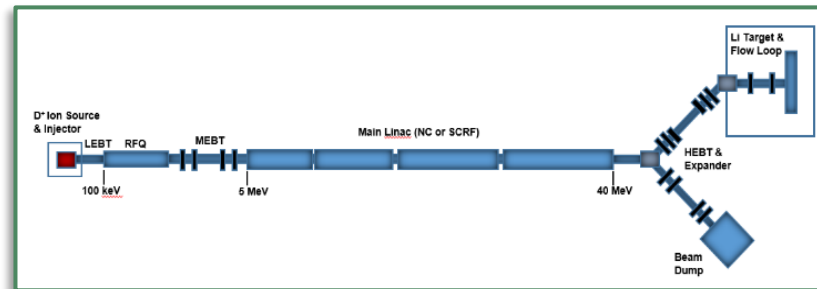 Li Target &
Flow Loop
D+ Ion Source
& Injector
LEBT
RFQ
MEBT
Main Linac (NC or SCRF)
HEBT &
Expander
100 keV
5 MeV
40 MeV
Beam
Dump